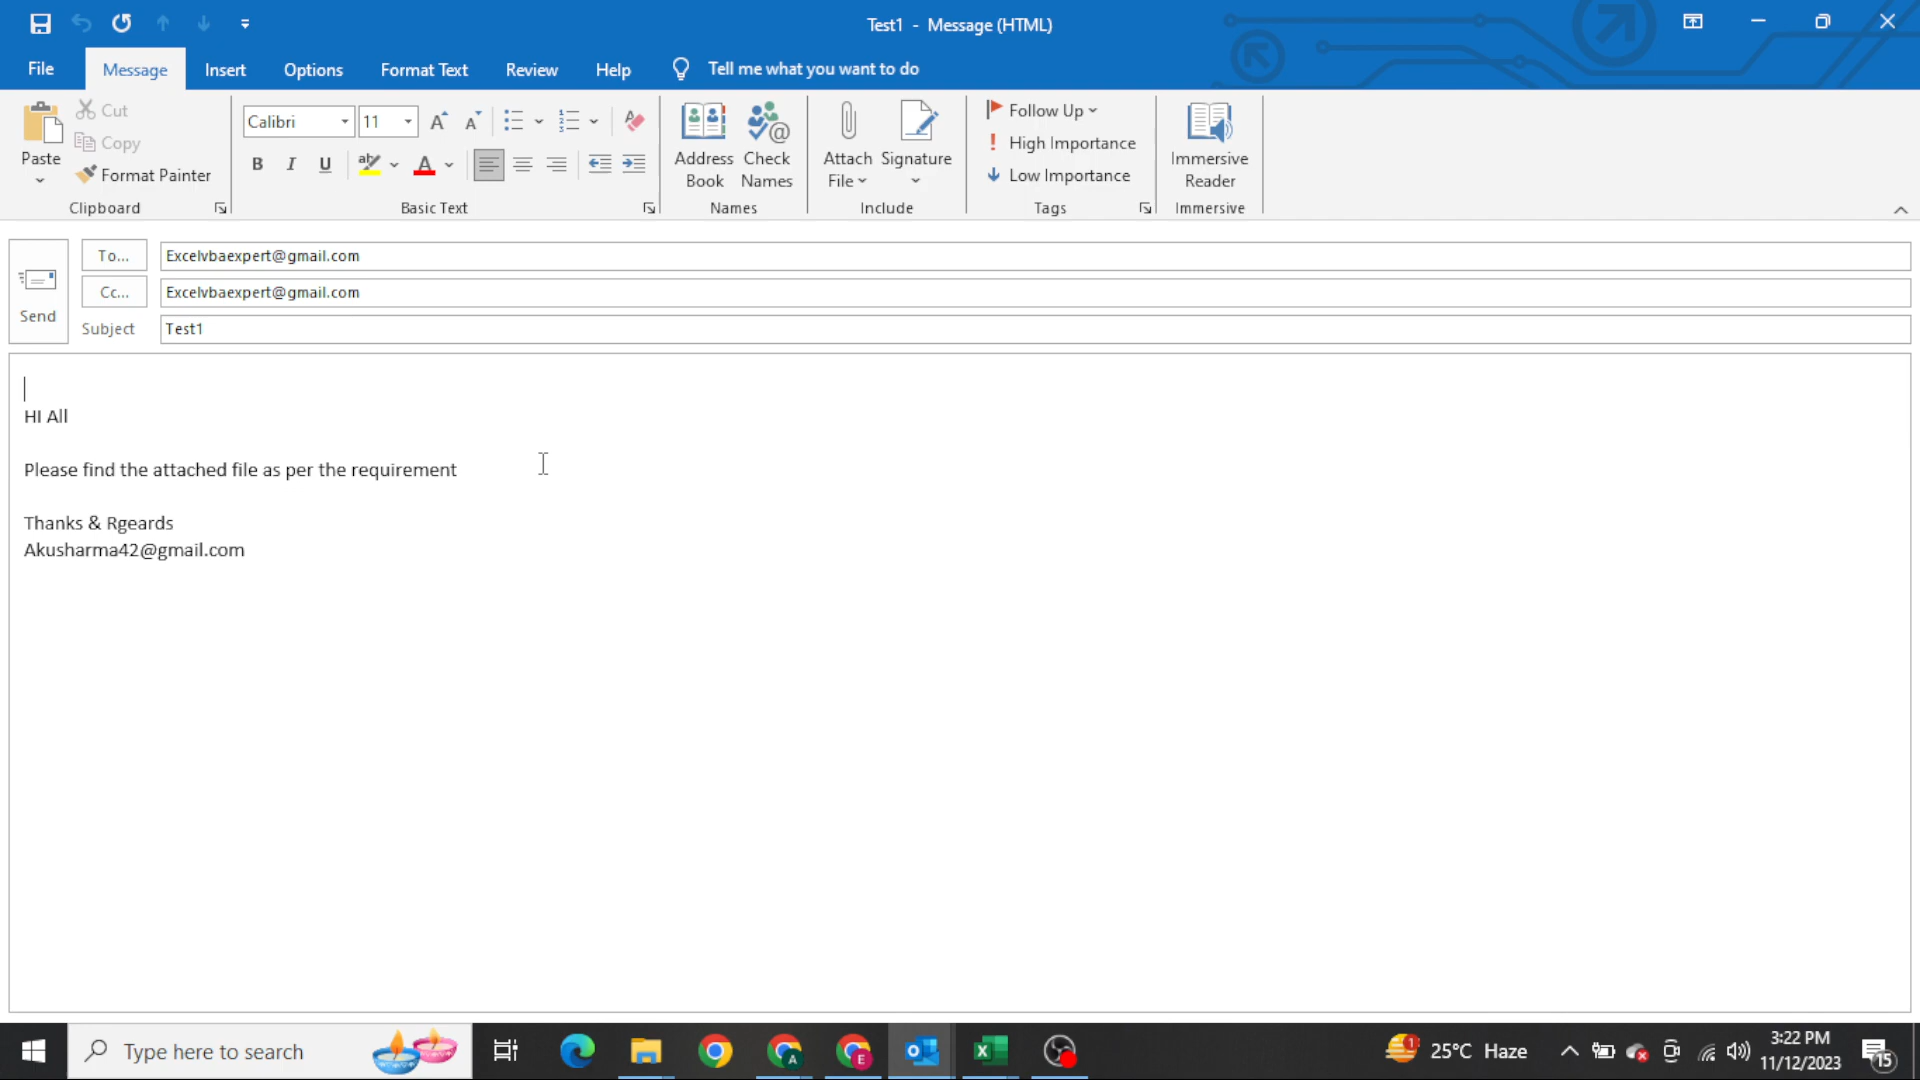 Test1 - Message (HTML)
File Message Insert Options Format Text Review Help Tell me what you want to do
Paste
Cut
Copy
Format Painter
Clipboard
Calibri 11
B I U
Basic Text
Address Book
Check Names
Names
Attach File
Signature
Include
Follow Up
High Importance
Low Importance
Tags
Immersive Reader
Immersive
Send
To... Excelvbaexpert@gmail.com
Cc... Excelvbaexpert@gmail.com
Subject Test1
HI All
Please find the attached file as per the requirement
Thanks & Rgeards
Akusharma42@gmail.com
Type here to search
25°C Haze
3:22 PM
11/12/2023
15